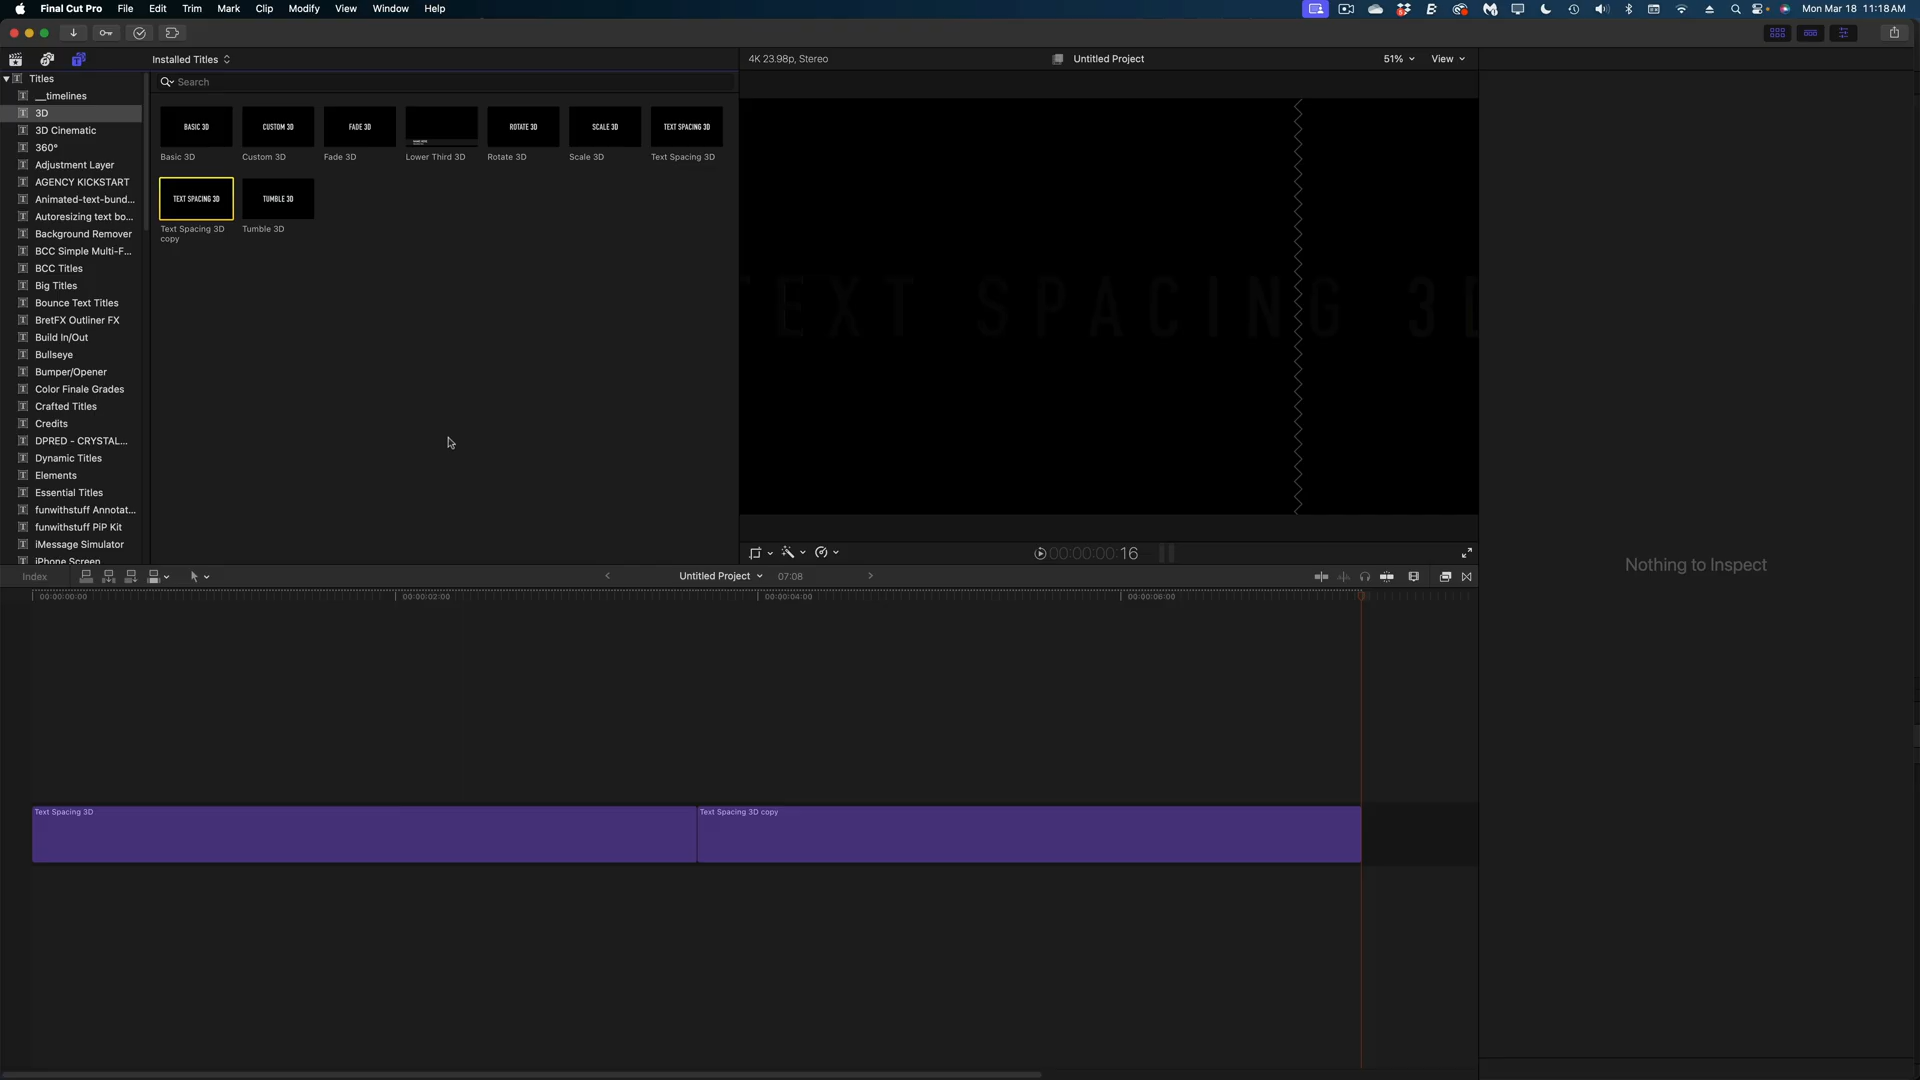 Final Cut Pro File Edit Trim Mark Clip Modify View Window Help Mon Mar 18 11:18 AM
Installed Titles
4K 23.98p, Stereo Untitled Project 51% View
Titles
Search
__timelines
3D
3D Cinematic
360°
Adjustment Layer
AGENCY KICKSTART
Animated-text-bund...
Autoresizing text bo...
Background Remover
BCC Simple Multi-F...
BCC Titles
Big Titles
Bounce Text Titles
BretFX Outliner FX
Build In/Out
Bullseye
Bumper/Opener
Color Finale Grades
Crafted Titles
Credits
DPRED - CRYSTAL...
Dynamic Titles
Elements
Essential Titles
funwithstuff Annotat...
funwithstuff PiP Kit
iMessage Simulator
iPhone Screen
BASIC 3D CUSTOM 3D FADE 3D ROTATE 3D SCALE 3D TEXT SPACING 3D
Basic 3D Custom 3D Fade 3D Lower Third 3D Rotate 3D Scale 3D Text Spacing 3D
TEXT SPACING 3D TUMBLE 3D
Text Spacing 3D copy Tumble 3D
TEXT SPACING 3D
00:00:00:16
Nothing to Inspect
Index Untitled Project 07:08
00:00:00:00 00:00:02:00 00:00:04:00 00:00:06:00
Text Spacing 3D Text Spacing 3D copy